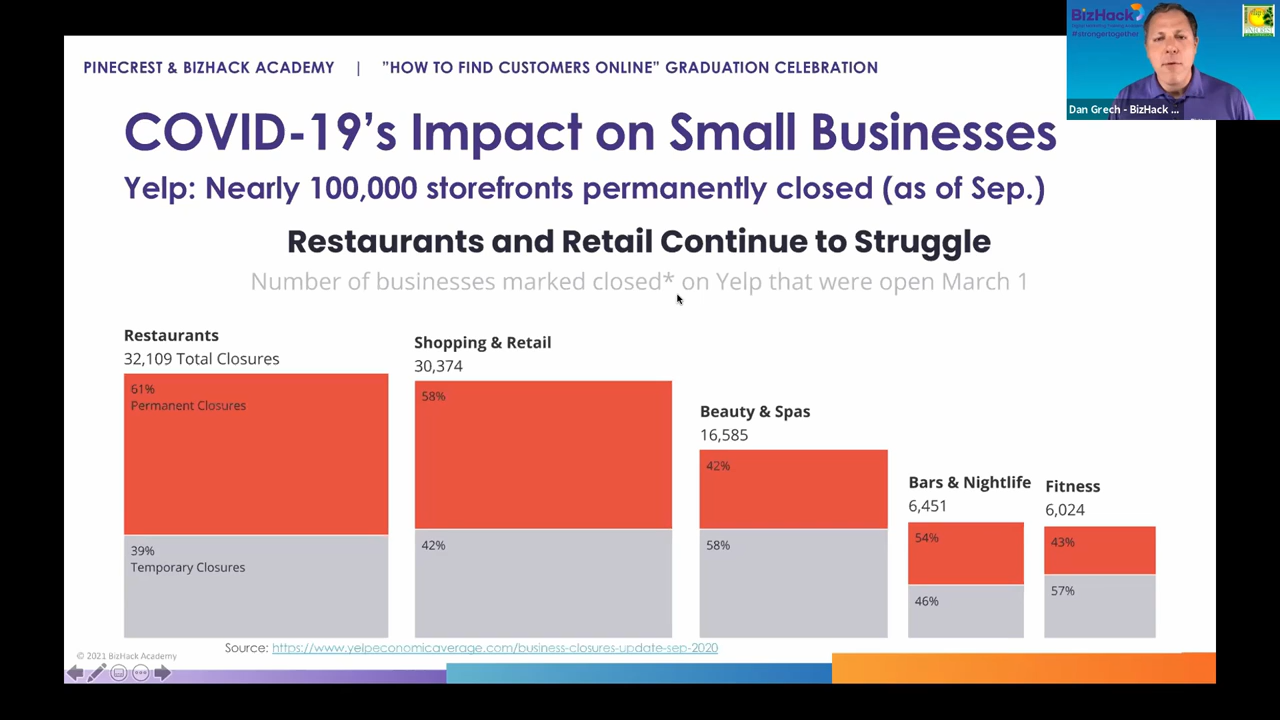 PINECREST & BIZHACK ACADEMY | "HOW TO FIND CUSTOMERS ONLINE" GRADUATION CELEBRATION
BizHack
#strongertogether
Dan Grech - BizHack ...
COVID-19's Impact on Small Businesses
Yelp: Nearly 100,000 storefronts permanently closed (as of Sep.)
Restaurants and Retail Continue to Struggle
Number of businesses marked closed* on Yelp that were open March 1
Restaurants
32,109 Total Closures
61%
Permanent Closures
39%
Temporary Closures
Shopping & Retail
30,374
58%
42%
Beauty & Spas
16,585
42%
58%
Bars & Nightlife
6,451
54%
46%
Fitness
6,024
43%
57%
Source: https://www.yelpeconomicaverage.com/business-closures-update-sep-2020
© 2021 BizHack Academy